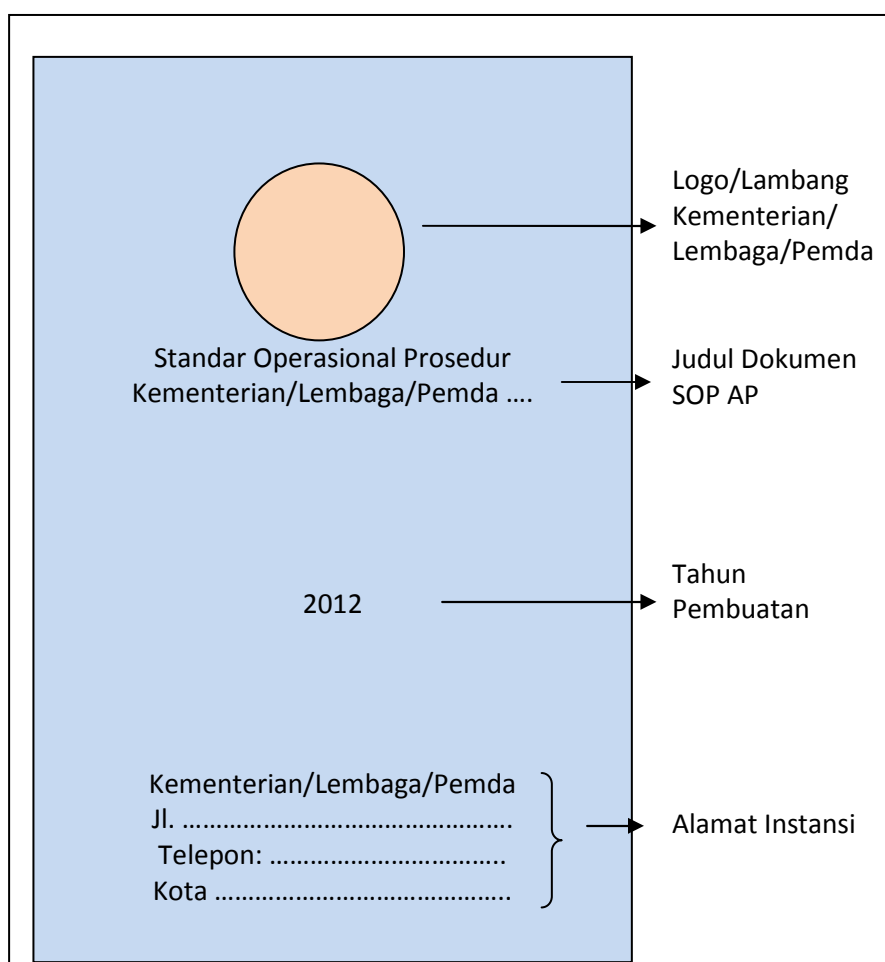 Logo/Lambang
Kementerian/
Lembaga/Pemda
Standar Operasional Prosedur
Kementerian/Lembaga/Pemda ....
Judul Dokumen
SOP AP
2012
Tahun
Pembuatan
Kementerian/Lembaga/Pemda
Jl. ................................................
Telepon: ..................................
Kota ...........................................
Alamat Instansi